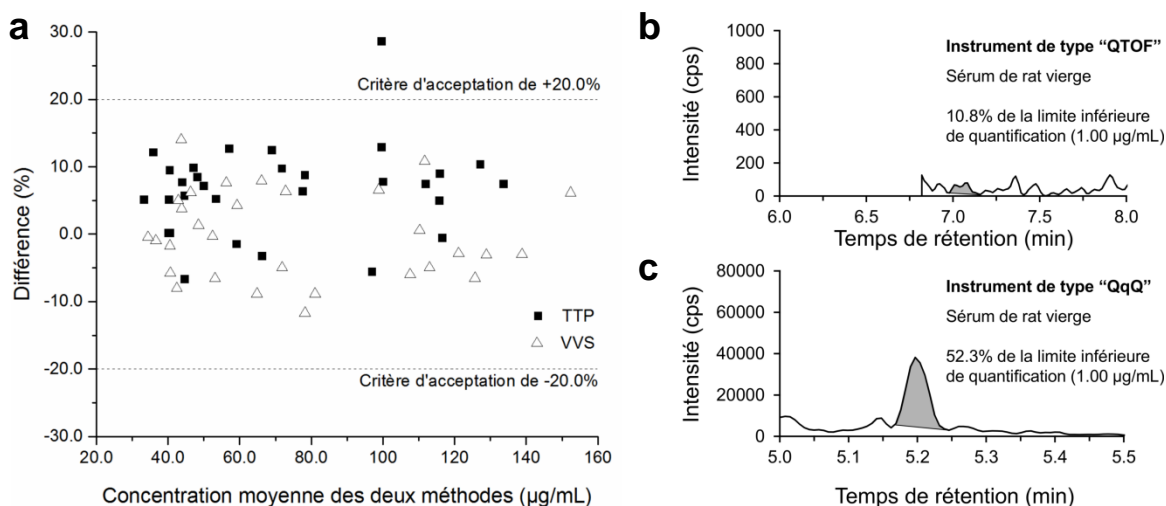 a
30.0
20.0
10.0
0.0
-10.0
-20.0
-30.0
Différence (%)
Critère d'acceptation de +20.0%
TTP
VVS
Critère d'acceptation de -20.0%
20.0 40.0 60.0 80.0 100 120 140 160
Concentration moyenne des deux méthodes (µg/mL)
b
1000
800
600
400
200
0
Intensité (cps)
Instrument de type “QTOF”
Sérum de rat vierge
10.8% de la limite inférieure
de quantification (1.00 µg/mL)
6.0 6.5 7.0 7.5 8.0
Temps de rétention (min)
c
80000
60000
40000
20000
0
Intensité (cps)
Instrument de type “QqQ”
Sérum de rat vierge
52.3% de la limite inférieure
de quantification (1.00 µg/mL)
5.0 5.1 5.2 5.3 5.4 5.5
Temps de rétention (min)